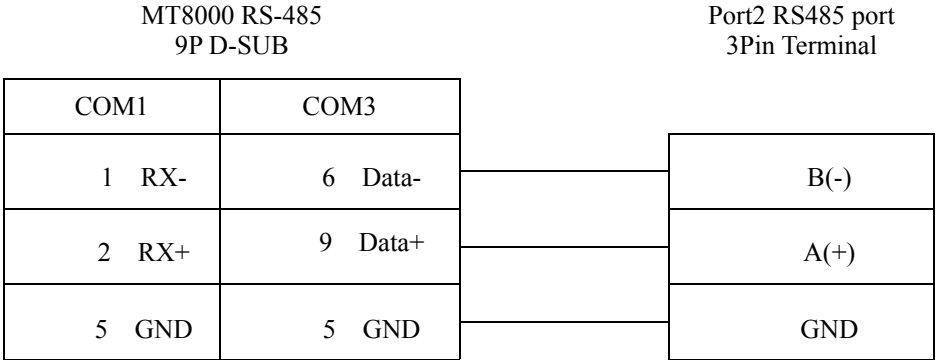 MT8000 RS-485 Port2 RS485 port
9P D-SUB 3Pin Terminal
COM1 COM3
1 RX- 6 Data- B(-)
2 RX+ 9 Data+ A(+)
5 GND 5 GND GND